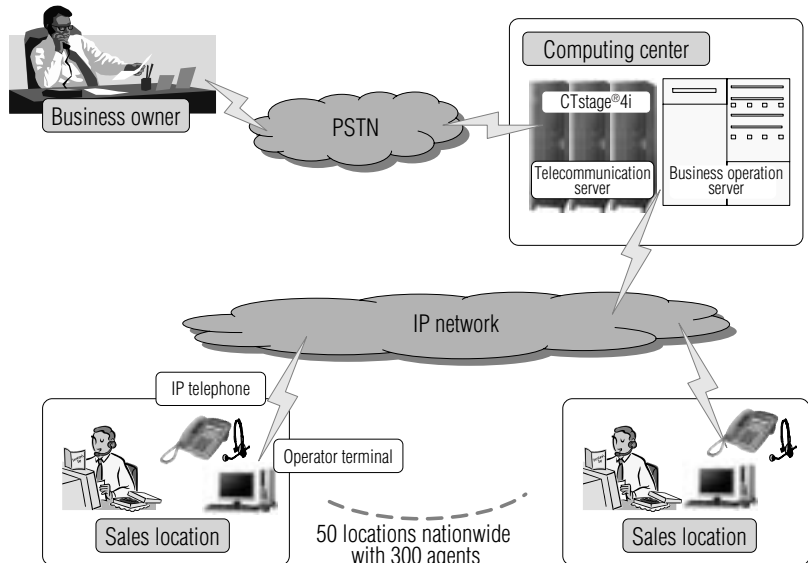 Computing center
Business owner
PSTN
CTstage®4i
Telecommunication
server
Business operation
server
IP network
IP telephone
Operator terminal
Sales location
50 locations nationwide
with 300 agents
Sales location